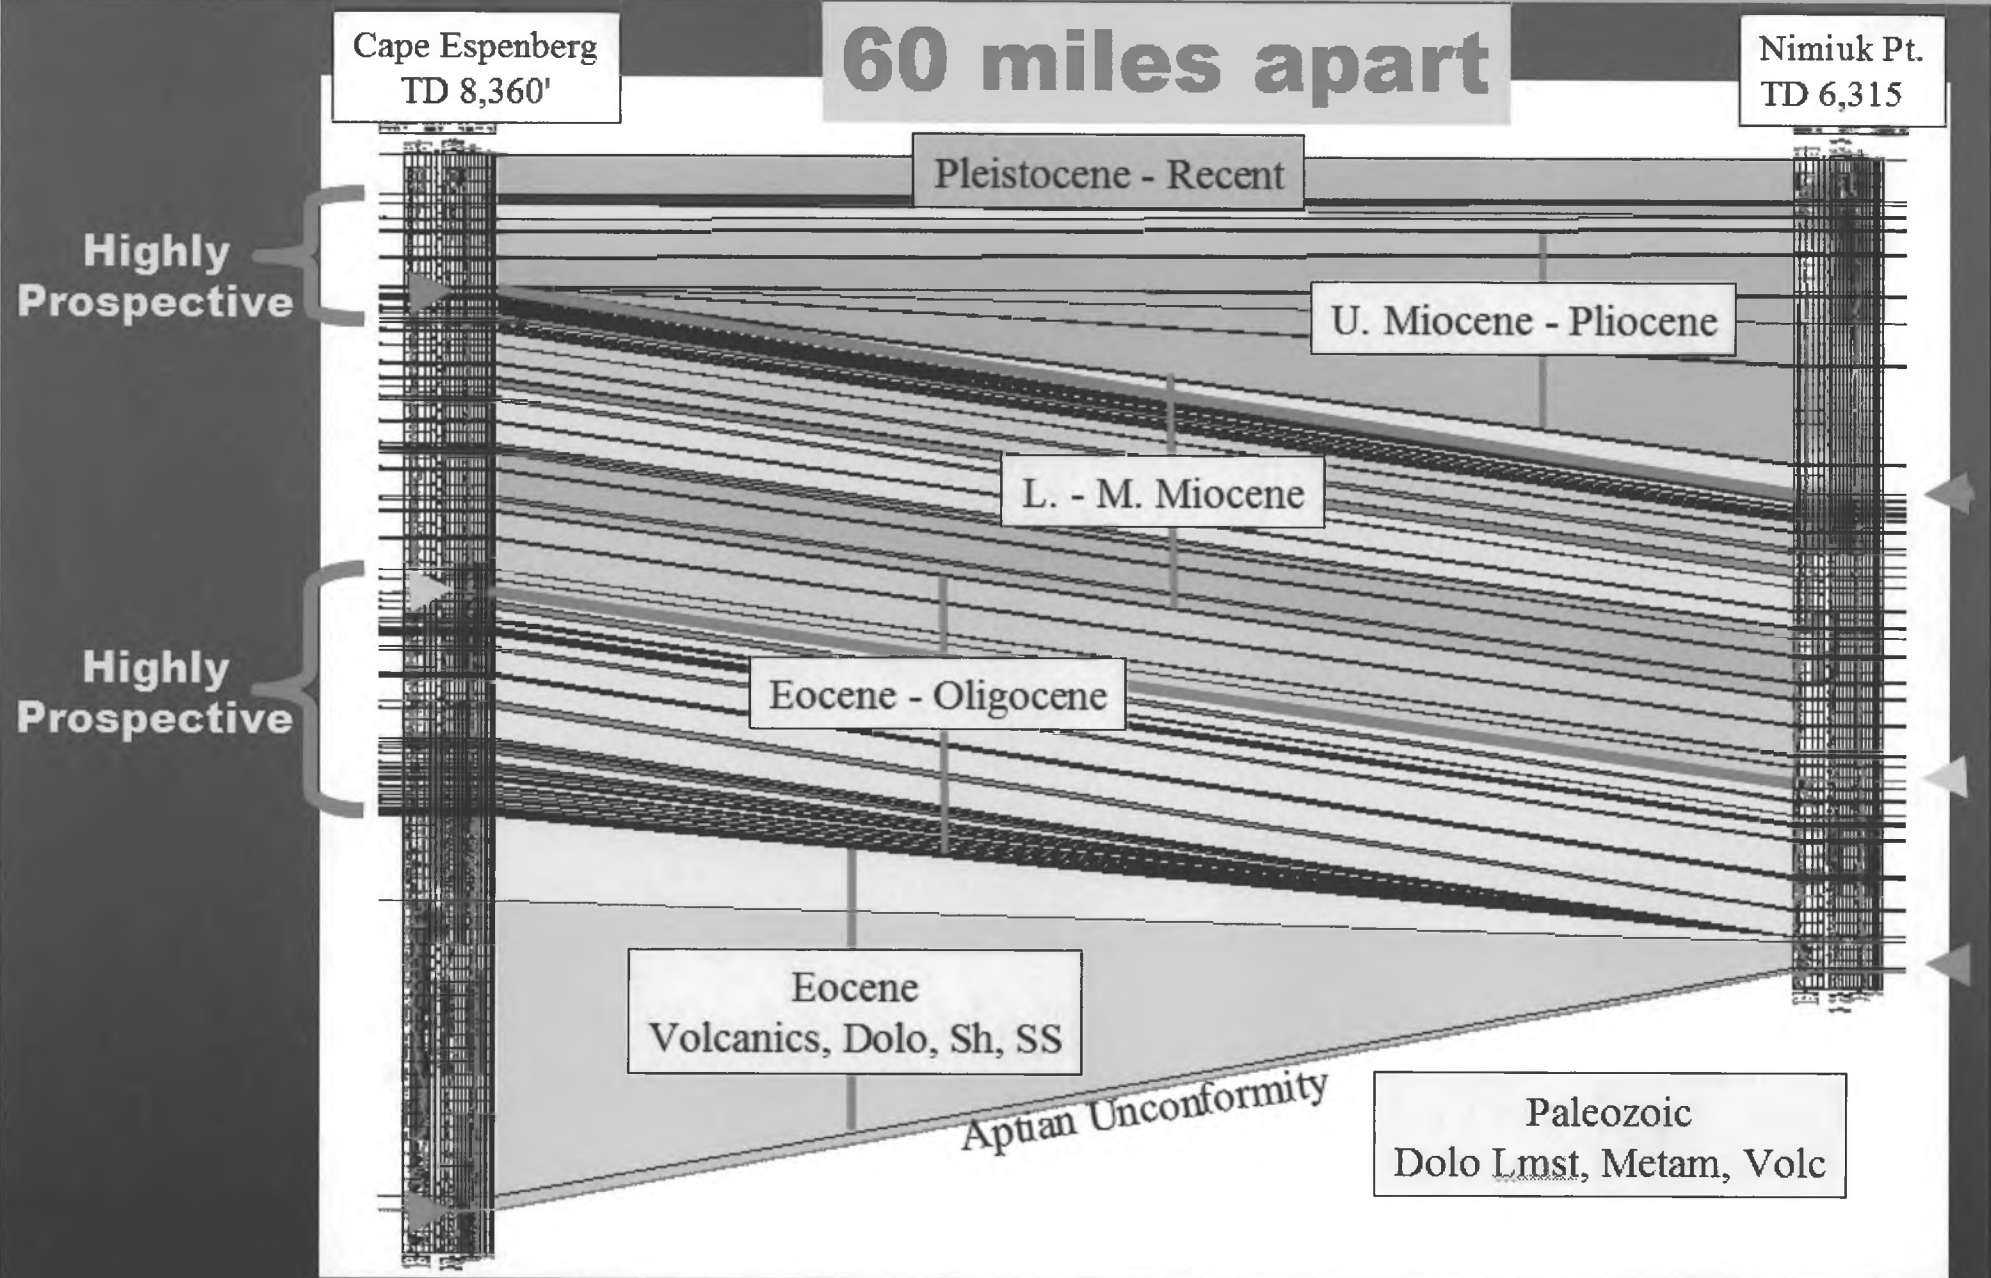 Cape Espenberg
TD 8,360'
60 miles apart
Nimiuk Pt.
TD 6,315
Pleistocene - Recent
Highly
Prospective
U. Miocene - Pliocene
L. - M. Miocene
Highly
Prospective
Eocene - Oligocene
Eocene
Volcanics, Dolo, Sh, SS
Aptian Unconformity
Paleozoic
Dolo Lmst, Metam, Volc